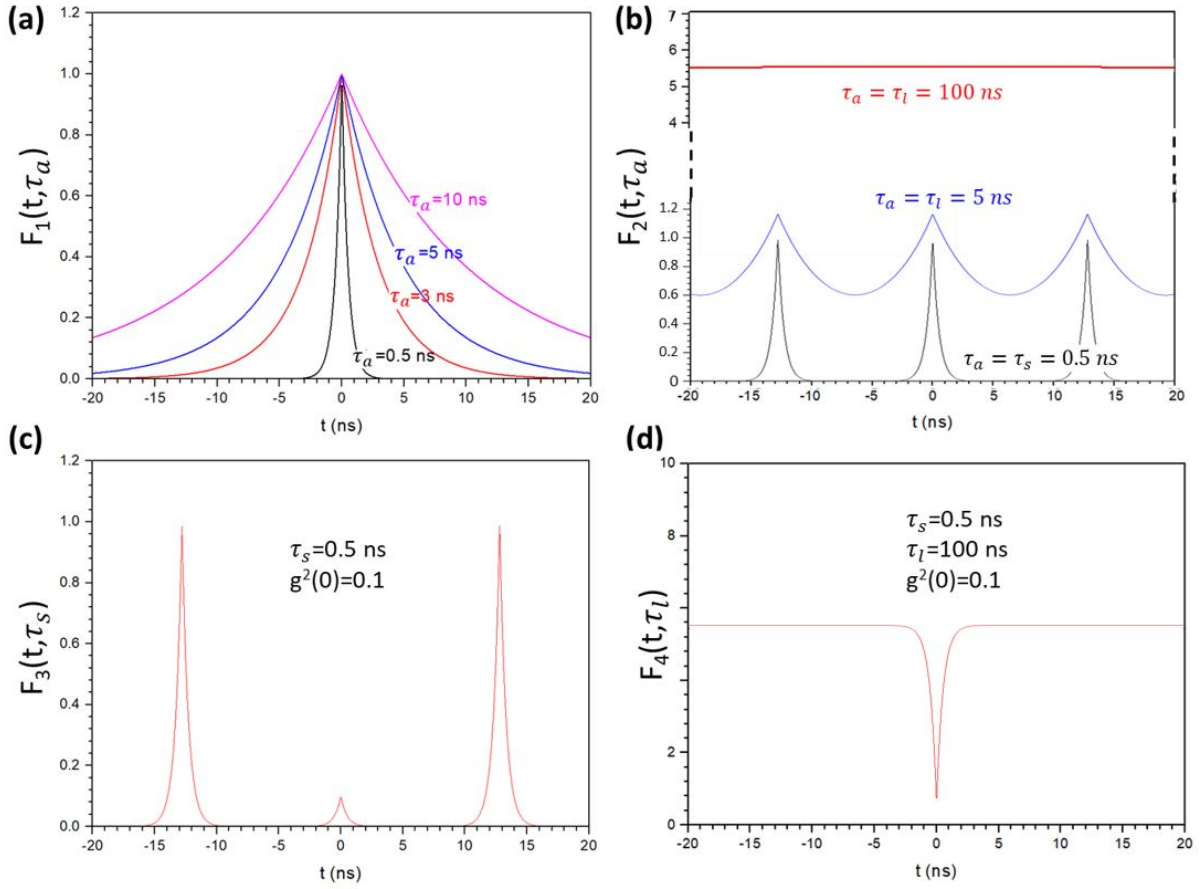 (a)
1.2
1.0
0.8
0.6
0.4
0.2
0.0
F₁(t,τₐ)
τₐ=10 ns
τₐ=5 ns
τₐ=3 ns
τₐ=0.5 ns
-20 -15 -10 -5 0 5 10 15 20
t (ns)
(b)
7
6
5
4
1.2
1.0
0.8
0.6
0.4
0.2
0
F₂(t,τₐ)
τₐ = τₗ = 100 ns
τₐ = τₗ = 5 ns
τₐ = τₛ = 0.5 ns
-20 -15 -10 -5 0 5 10 15 20
t (ns)
(c)
1.2
1.0
0.8
0.6
0.4
0.2
0.0
F₃(t,τₛ)
τₛ=0.5 ns
g²(0)=0.1
-20 -15 -10 -5 0 5 10 15 20
t (ns)
(d)
10
8
2
0
F₄(t,τₗ)
τₛ=0.5 ns
τₗ=100 ns
g²(0)=0.1
-20 -15 -10 -5 0 5 10 15 20
t (ns)